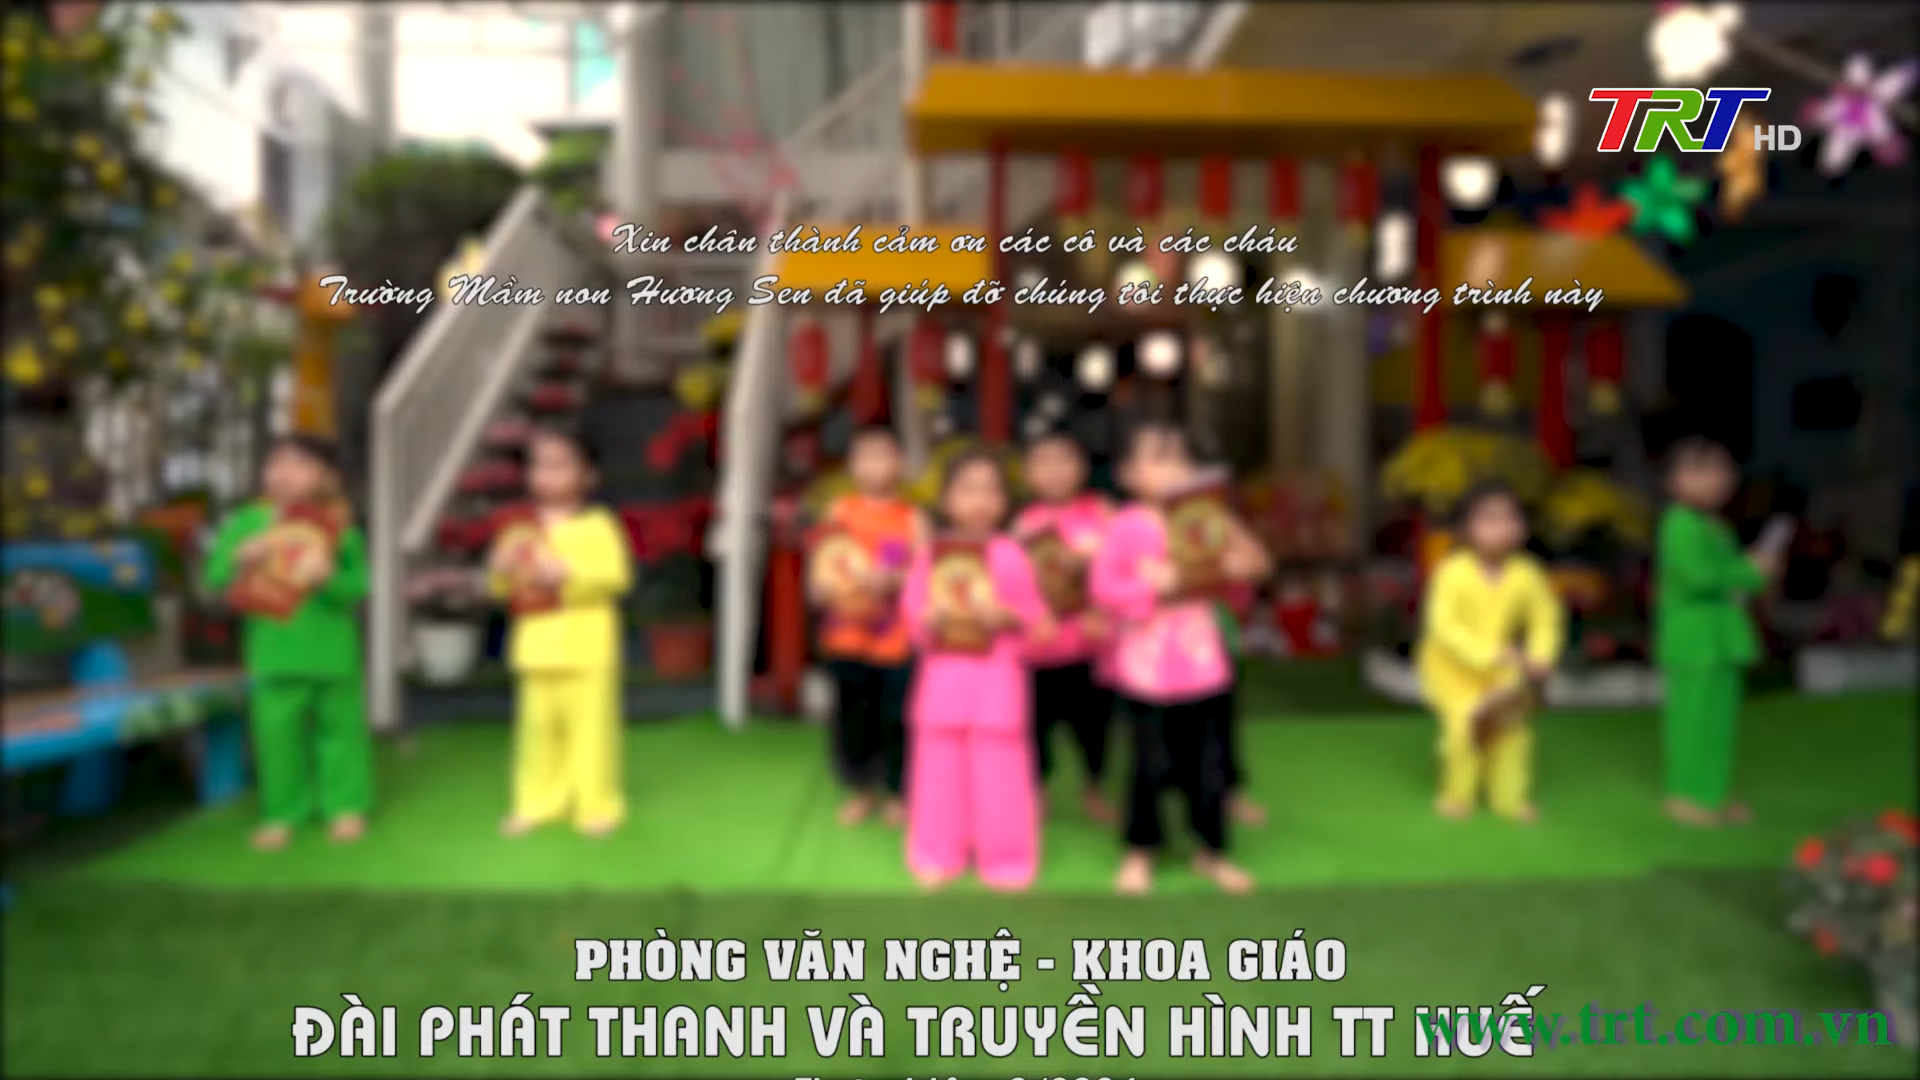 TRT HD
Xin chân thành cảm ơn các cô và các cháu
Trường Mầm non Hương Sen đã giúp đỡ chúng tôi thực hiện chương trình này
PHÒNG VĂN NGHỆ - KHOA GIÁO
ĐÀI PHÁT THANH VÀ TRUYỀN HÌNH TT HUẾ
www.trt.com.vn